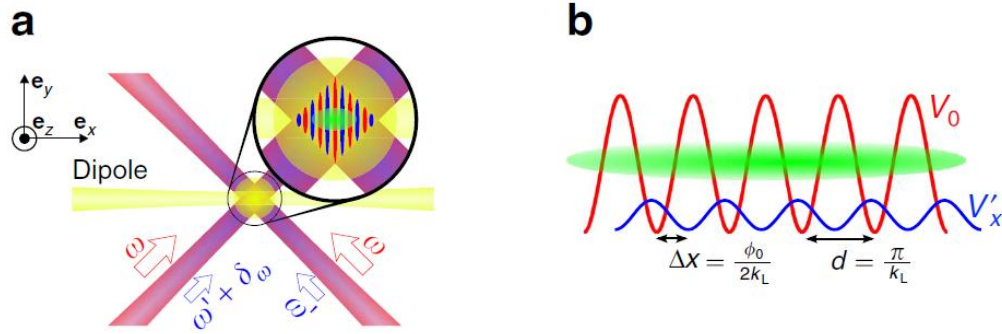 a
e_y
e_z
e_x
Dipole
ω
ω' + δ_ω
ω'
ω
b
V_0
V'_x
Δx = ϕ_0 / 2k_L
d = π / k_L